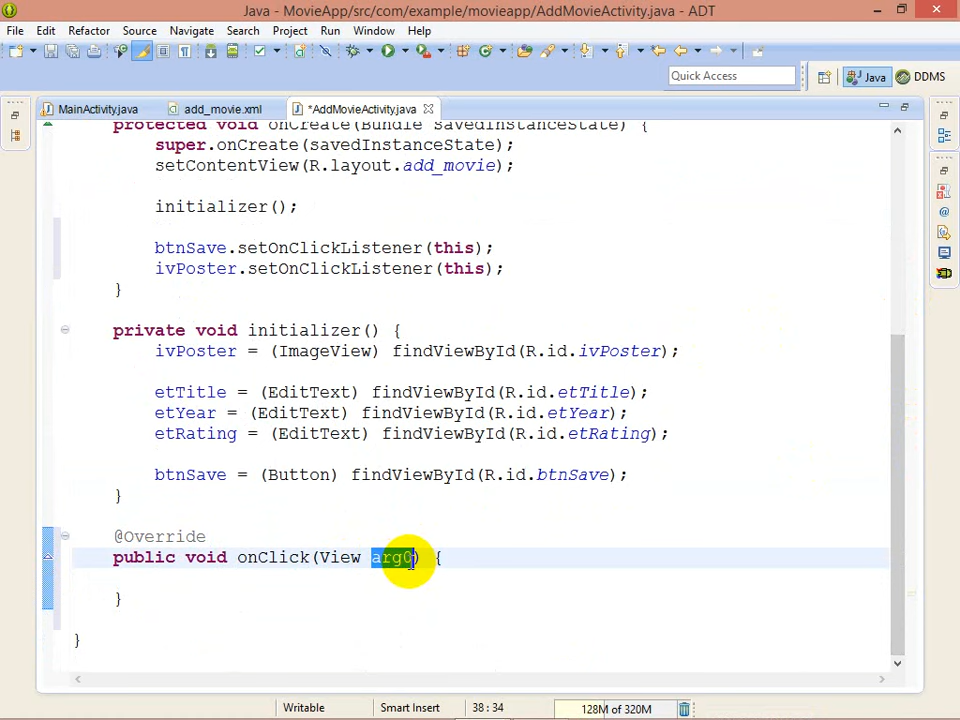 Java - MovieApp/src/com/example/movieapp/AddMovieActivity.java - ADT
File Edit Refactor Source Navigate Search Project Run Window Help
Quick Access Java DDMS
MainActivity.java add_movie.xml *AddMovieActivity.java
protected void onCreate(Bundle savedInstanceState) {
super.onCreate(savedInstanceState);
setContentView(R.layout.add_movie);
initializer();
btnSave.setOnClickListener(this);
ivPoster.setOnClickListener(this);
}
private void initializer() {
ivPoster = (ImageView) findViewById(R.id.ivPoster);
etTitle = (EditText) findViewById(R.id.etTitle);
etYear = (EditText) findViewById(R.id.etYear);
etRating = (EditText) findViewById(R.id.etRating);
btnSave = (Button) findViewById(R.id.btnSave);
}
@Override
public void onClick(View arg0) {
}
}
Writable Smart Insert 38 : 34 128M of 320M